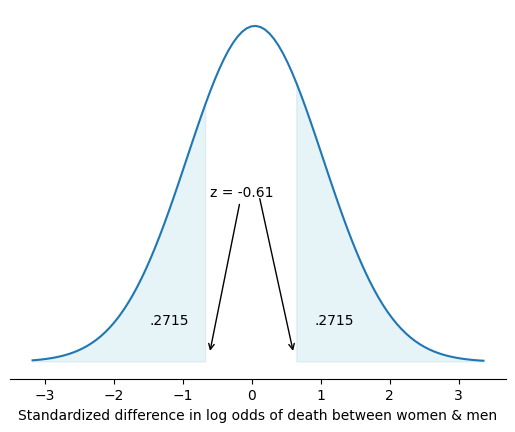 z = -0.61
.2715 .2715
−3 −2 −1 0 1 2 3
Standardized difference in log odds of death between women & men